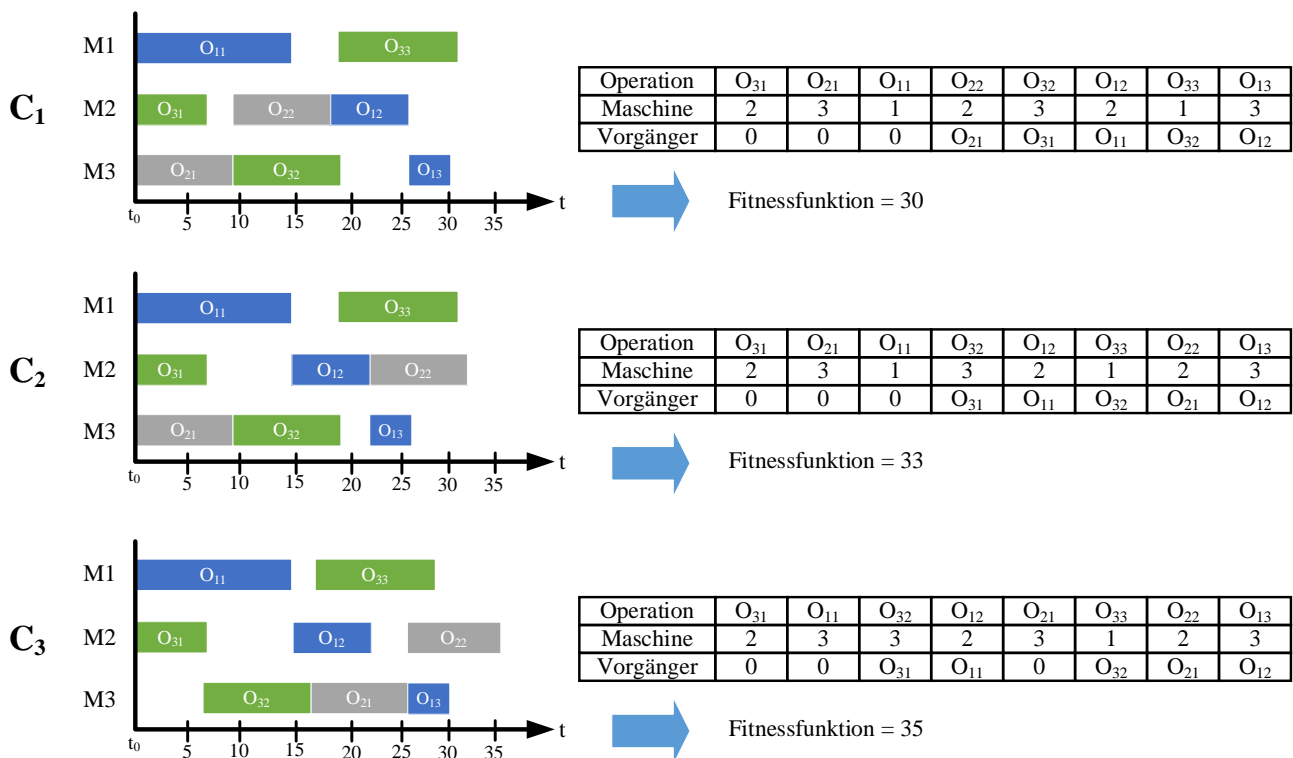 C₁
M1 O₁₁ O₃₃
M2 O₃₁ O₂₂ O₁₂
M3 O₂₁ O₃₂ O₁₃
t₀ 5 10 15 20 25 30 35 t
Operation O₃₁ O₂₁ O₁₁ O₂₂ O₃₂ O₁₂ O₃₃ O₁₃
Maschine 2 3 1 2 3 2 1 3
Vorgänger 0 0 0 O₂₁ O₃₁ O₁₁ O₃₂ O₁₂
Fitnessfunktion = 30
C₂
M1 O₁₁ O₃₃
M2 O₃₁ O₁₂ O₂₂
M3 O₂₁ O₃₂ O₁₃
t₀ 5 10 15 20 25 30 35 t
Operation O₃₁ O₂₁ O₁₁ O₃₂ O₁₂ O₃₃ O₂₂ O₁₃
Maschine 2 3 1 3 2 1 2 3
Vorgänger 0 0 0 O₃₁ O₁₁ O₃₂ O₂₁ O₁₂
Fitnessfunktion = 33
C₃
M1 O₁₁ O₃₃
M2 O₃₁ O₁₂ O₂₂
M3 O₃₂ O₂₁ O₁₃
t₀ 5 10 15 20 25 30 35 t
Operation O₃₁ O₁₁ O₃₂ O₁₂ O₂₁ O₃₃ O₂₂ O₁₃
Maschine 2 3 3 2 3 1 2 3
Vorgänger 0 0 O₃₁ O₁₁ 0 O₃₂ O₂₁ O₁₂
Fitnessfunktion = 35